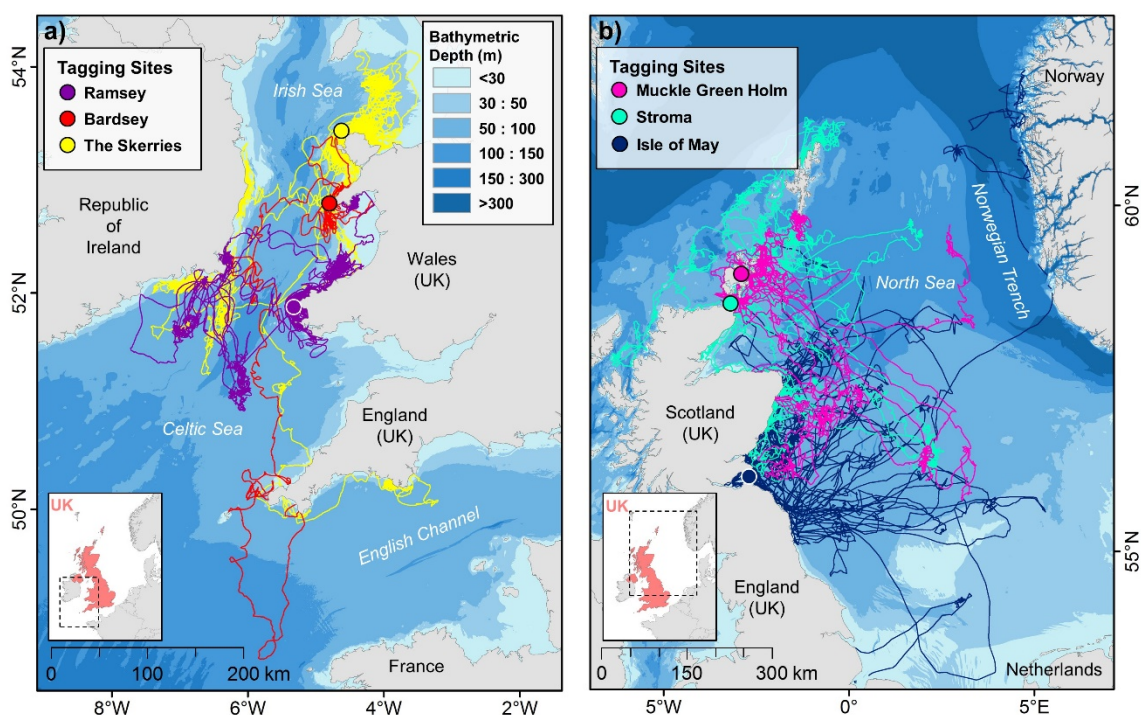 a)
Tagging Sites
Ramsey
Bardsey
The Skerries
Bathymetric
Depth (m)
<30
30 : 50
50 : 100
100 : 150
150 : 300
>300
Irish Sea
Republic
of
Ireland
Wales
(UK)
England
(UK)
Celtic Sea
English Channel
France
UK
0
100
200 km
54°N
52°N
50°N
8°W
6°W
4°W
2°W
b)
Tagging Sites
Muckle Green Holm
Stroma
Isle of May
Norway
Norwegian Trench
North Sea
Scotland
(UK)
England
(UK)
Netherlands
UK
0
150
300 km
60°N
55°N
5°W
0°
5°E